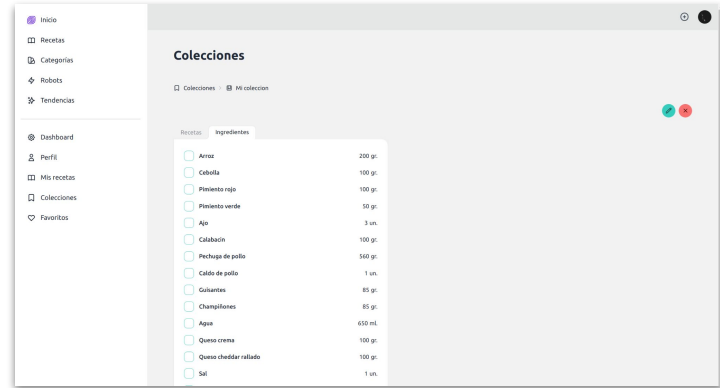 Inicio
Recetas
Categorías
Robots
Tendencias
Dashboard
Perfil
Mis recetas
Colecciones
Favoritos
Colecciones
Colecciones Mi coleccion
Recetas Ingredientes
Arroz 200 gr.
Cebolla 100 gr.
Pimiento rojo 100 gr.
Pimiento verde 50 gr.
Ajo 3 un.
Calabacin 100 gr.
Pechuga de pollo 560 gr.
Caldo de pollo 1 un.
Guisantes 85 gr.
Champiñones 85 gr.
Agua 650 ml.
Queso crema 100 gr.
Queso cheddar rallado 100 gr.
Sal 1 un.